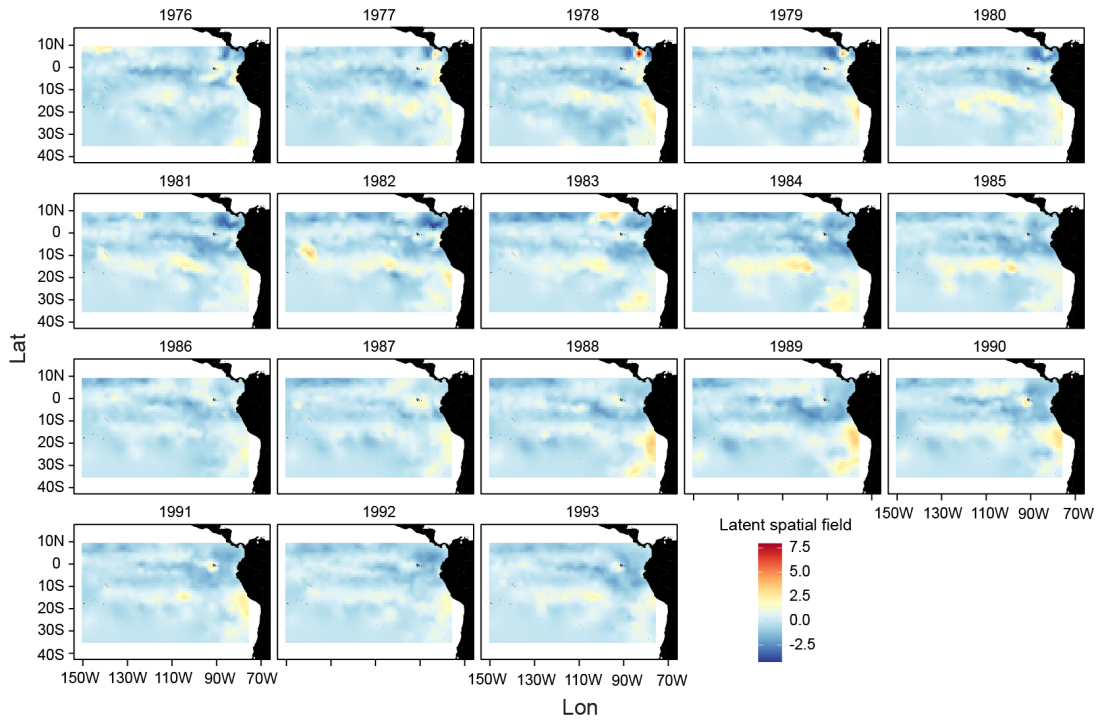 1976 1977 1978 1979 1980
10N
0
10S
20S
30S
40S
1981 1982 1983 1984 1985
10N
0
10S
20S
30S
40S
Lat
1986 1987 1988 1989 1990
10N
0
10S
20S
30S
40S
150W 130W 110W 90W 70W
1991 1992 1993
10N
0
10S
20S
30S
40S
150W 130W 110W 90W 70W
150W 130W 110W 90W 70W
Latent spatial field
7.5
5.0
2.5
0.0
-2.5
Lon